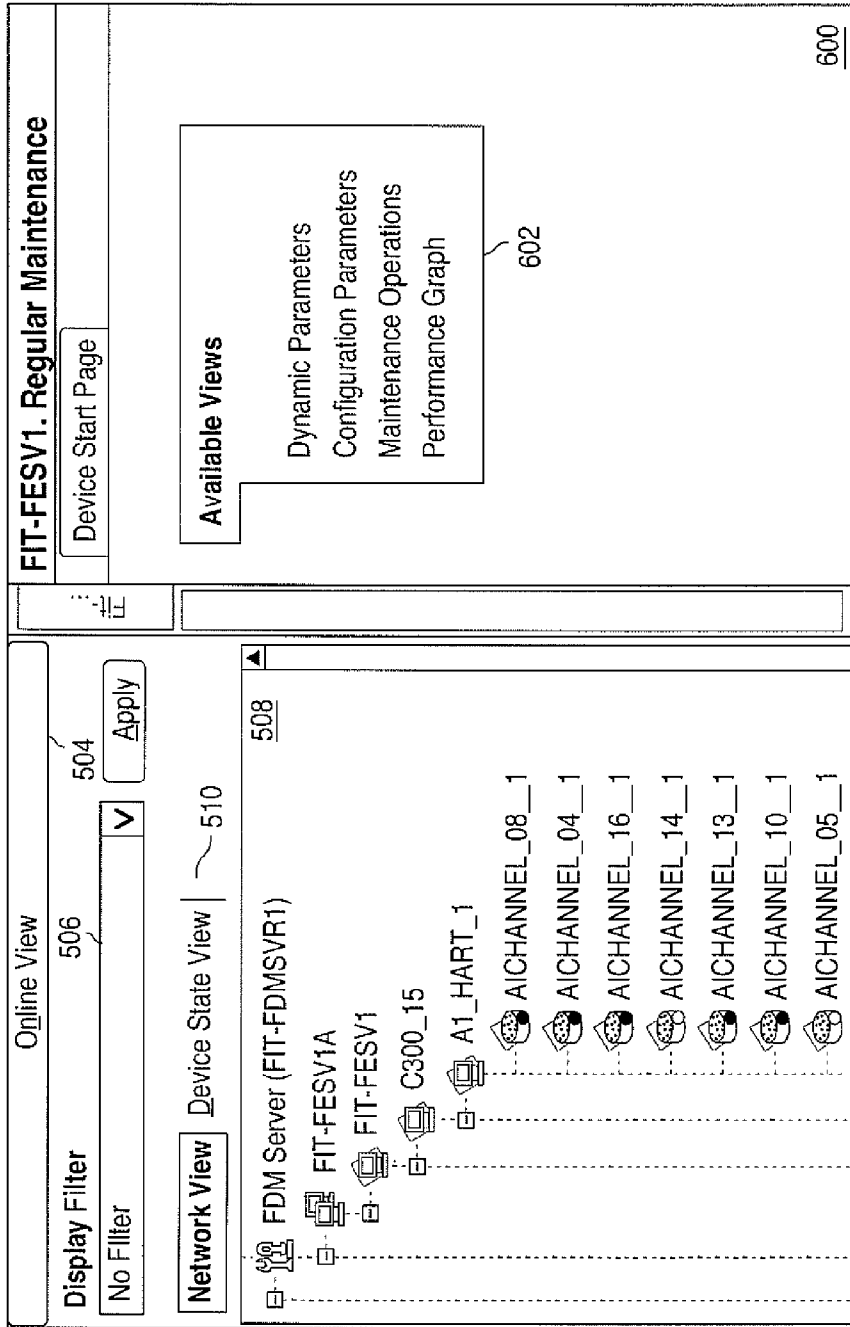 Online View
504
Display Filter
506
No Filter
V
Apply
Network View
Device State View
510
508
FDM Server (FIT-FDMSVR1)
FIT-FESV1A
FIT-FESV1
C300_15
A1_HART_1
AICHANNEL_08_1
AICHANNEL_04_1
AICHANNEL_16_1
AICHANNEL_14_1
AICHANNEL_13_1
AICHANNEL_10_1
AICHANNEL_05_1
Fit-...
FIT-FESV1. Regular Maintenance
Device Start Page
Available Views
Dynamic Parameters
Configuration Parameters
Maintenance Operations
Performance Graph
602
600